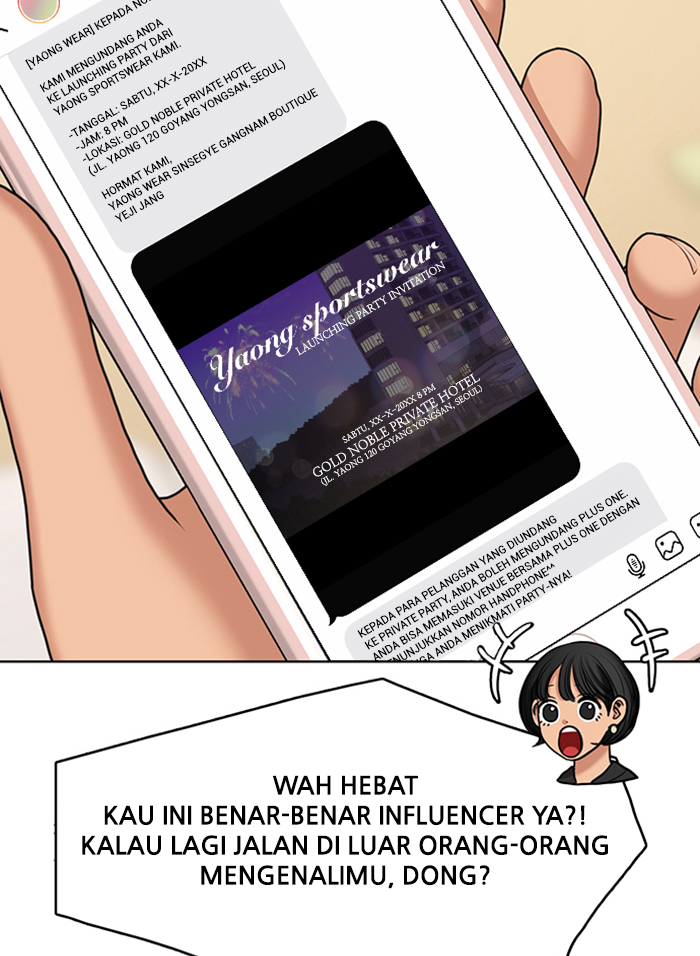 [YAONG WEAR] KEPADA
KAMI MENGUNDANG ANDA
KE LAUNCHING PARTY DARI
YAONG SPORTSWEAR KAMI.
-TANGGAL: SABTU, XX-X-20XX
-JAM: 8 PM
-LOKASI: GOLD NOBLE PRIVATE HOTEL
(JL. YAONG 120 GOYANG YONGSAN, SEOUL)
HORMAT KAMI,
YAONG WEAR SINSEGYE GANGNAM BOUTIQUE
YEJI JANG
Yaong sportswear
LAUNCHING PARTY INVITATION
SABTU, XX-X-20XX 8 PM
GOLD NOBLE PRIVATE HOTEL
(JL. YAONG 120 GOYANG YONGSAN, SEOUL)
KEPADA PARA PELANGGAN YANG DIUNDANG
KE PRIVATE PARTY, ANDA BOLEH MENGUNDANG PLUS ONE.
ANDA BISA MEMASUKI VENUE BERSAMA PLUS ONE DENGAN
MENUNJUKKAN NOMOR HANDPHONE^^
ANDA MENIKMATI PARTY-NYA!
WAH HEBAT
KAU INI BENAR-BENAR INFLUENCER YA?!
KALAU LAGI JALAN DI LUAR ORANG-ORANG
MENGENALIMU, DONG?